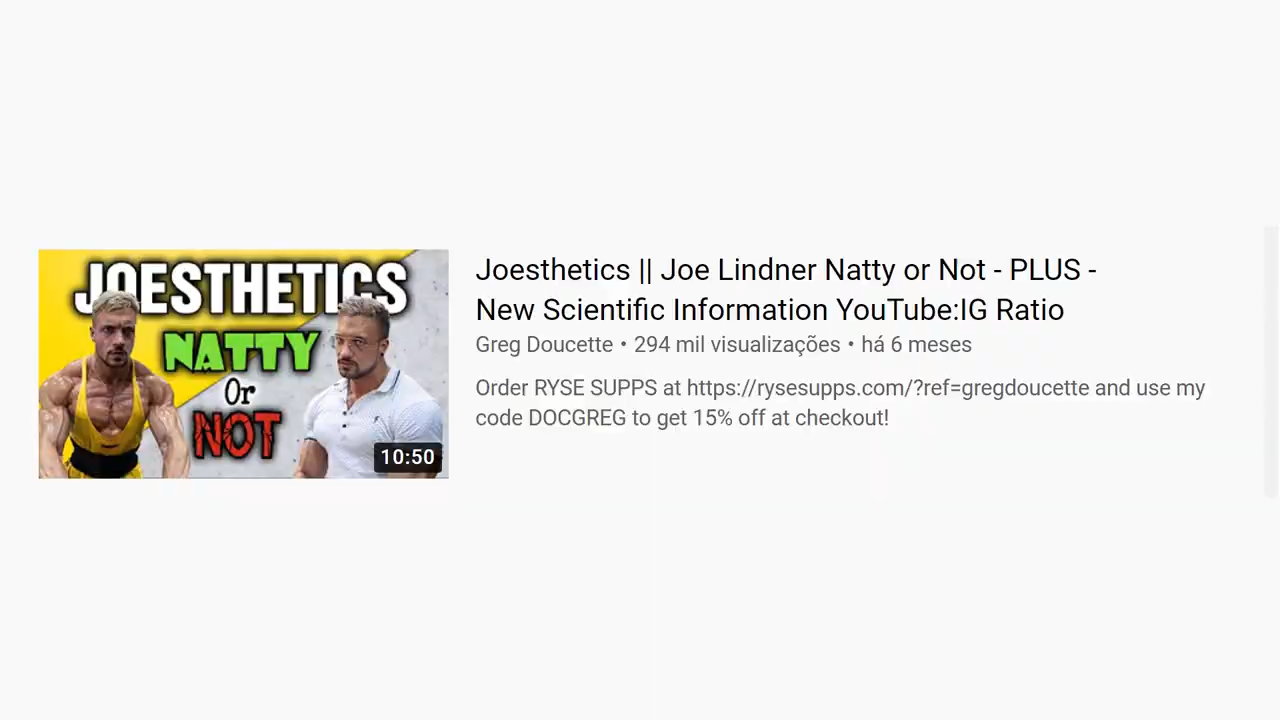 JOESTHETICS
NATTY
Or
NOT
10:50
Joesthetics || Joe Lindner Natty or Not - PLUS -
New Scientific Information YouTube:IG Ratio
Greg Doucette • 294 mil visualizações • há 6 meses
Order RYSE SUPPS at https://rysesupps.com/?ref=gregdoucette and use my
code DOCGREG to get 15% off at checkout!